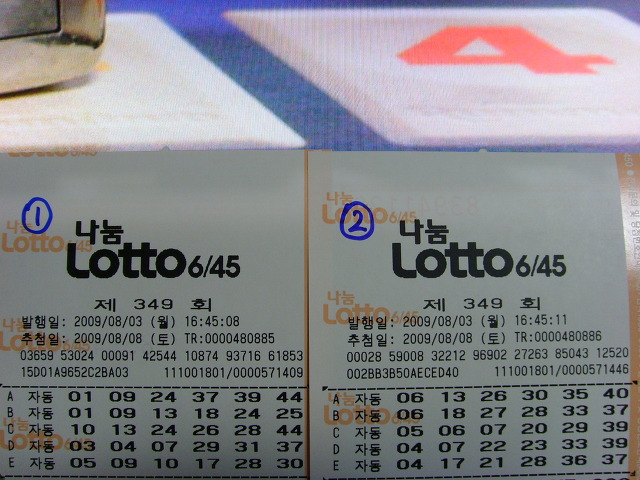 4
①
나눔
Lotto 6/45
제 349 회
발행일: 2009/08/03 (월) 16:45:08
추첨일: 2009/08/08 (토) TR:0000480885
03659 53024 00091 42544 10874 93716 61853
15D01A9652C2BA03 111001801/0000571409
A 자동 01 09 24 37 39 44
B 자동 01 09 13 18 24 25
C 자동 10 13 24 26 28 44
D 자동 03 04 07 29 31 37
E 자동 05 09 10 17 28 30
②
나눔
Lotto 6/45
제 349 회
발행일: 2009/08/03 (월) 16:45:11
추첨일: 2009/08/08 (토) TR:0000480886
00028 59008 32212 96902 27263 85043 12520
002BB3B50AECED40 111001801/0000571446
A 자동 06 13 26 30 35 40
B 자동 06 18 27 28 33 37
C 자동 05 06 07 20 29 39
D 자동 04 07 22 23 33 39
E 자동 04 17 21 28 36 37